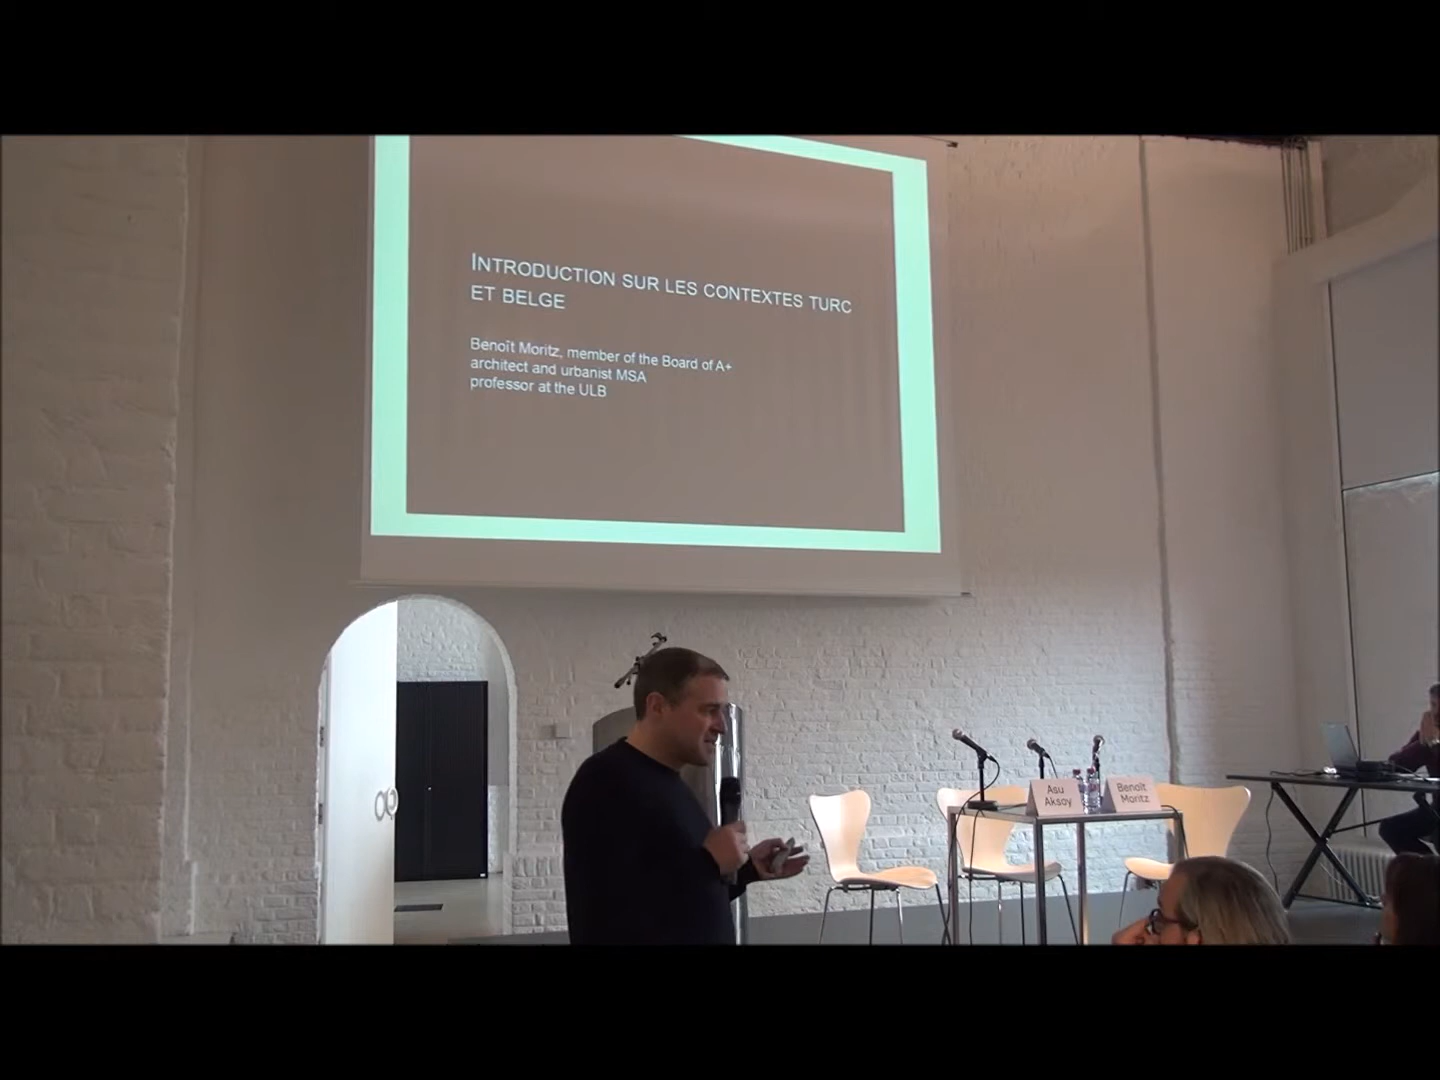 INTRODUCTION SUR LES CONTEXTES TURC
ET BELGE
Benoît Moritz, member of the Board of A+
architect and urbanist MSA
professor at the ULB
Asu
Aksoy
Benoît
Moritz